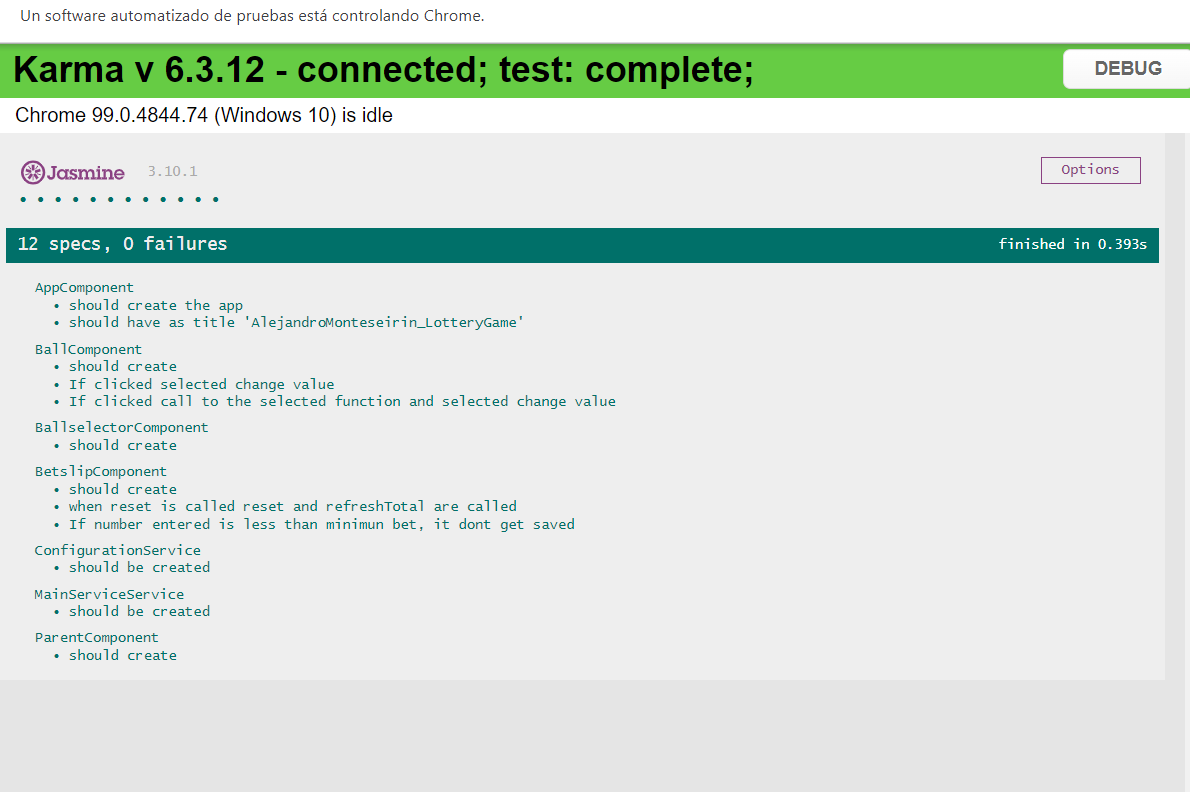 Un software automatizado de pruebas está controlando Chrome.
Karma v 6.3.12 - connected; test: complete;
DEBUG
Chrome 99.0.4844.74 (Windows 10) is idle
Jasmine 3.10.1
Options
• • • • • • • • • • • •
12 specs, 0 failures
finished in 0.393s
AppComponent
• should create the app
• should have as title 'AlejandroMonteseirin_LotteryGame'
BallComponent
• should create
• If clicked selected change value
• If clicked call to the selected function and selected change value
BallselectorComponent
• should create
BetslipComponent
• should create
• when reset is called reset and refreshTotal are called
• If number entered is less than minimun bet, it dont get saved
ConfigurationService
• should be created
MainServiceService
• should be created
ParentComponent
• should create